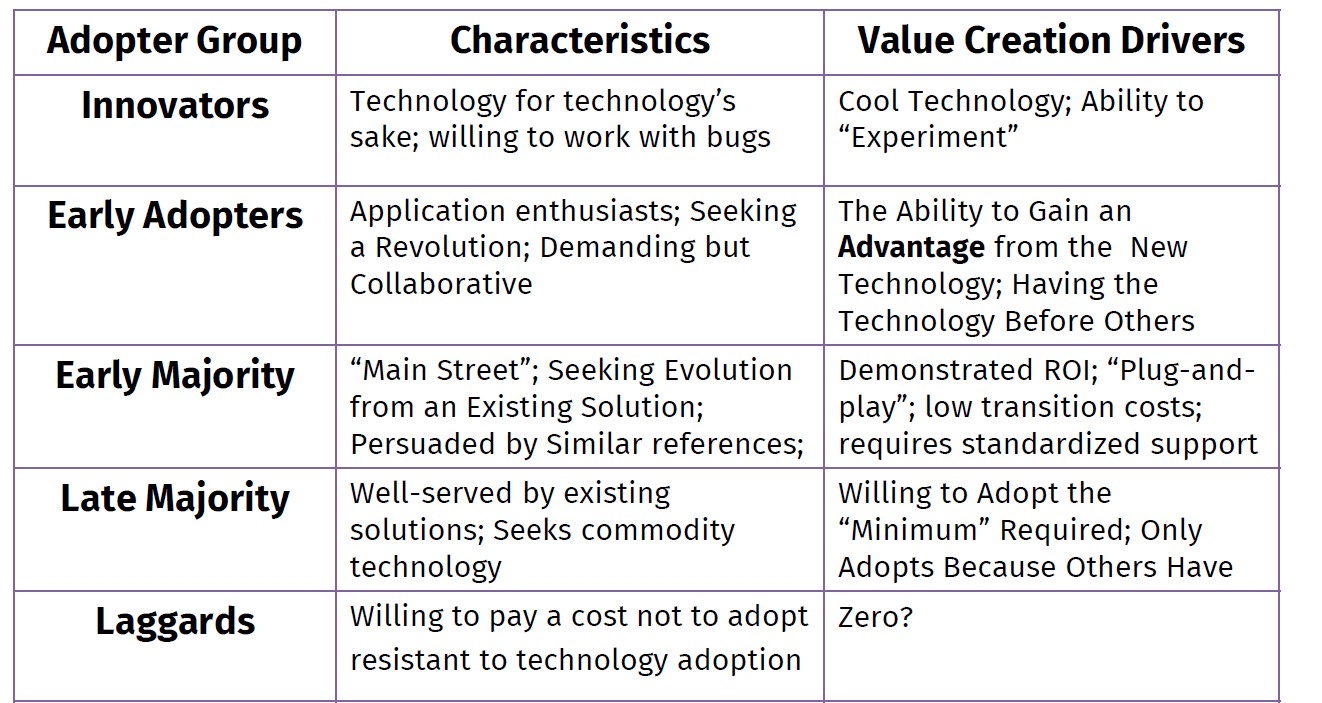 Adopter Group
Characteristics
Value Creation Drivers
Innovators
Technology for technology’s
sake; willing to work with bugs
Cool Technology; Ability to
“Experiment”
Early Adopters
Application enthusiasts; Seeking
a Revolution; Demanding but
Collaborative
The Ability to Gain an
Advantage from the  New
Technology; Having the
Technology Before Others
Early Majority
“Main Street”; Seeking Evolution
from an Existing Solution;
Persuaded by Similar references;
Demonstrated ROI; “Plug-and-
play”; low transition costs;
requires standardized support
Late Majority
Well-served by existing
solutions; Seeks commodity
technology
Willing to Adopt the
“Minimum” Required; Only
Adopts Because Others Have
Laggards
Willing to pay a cost not to adopt
resistant to technology adoption
Zero?